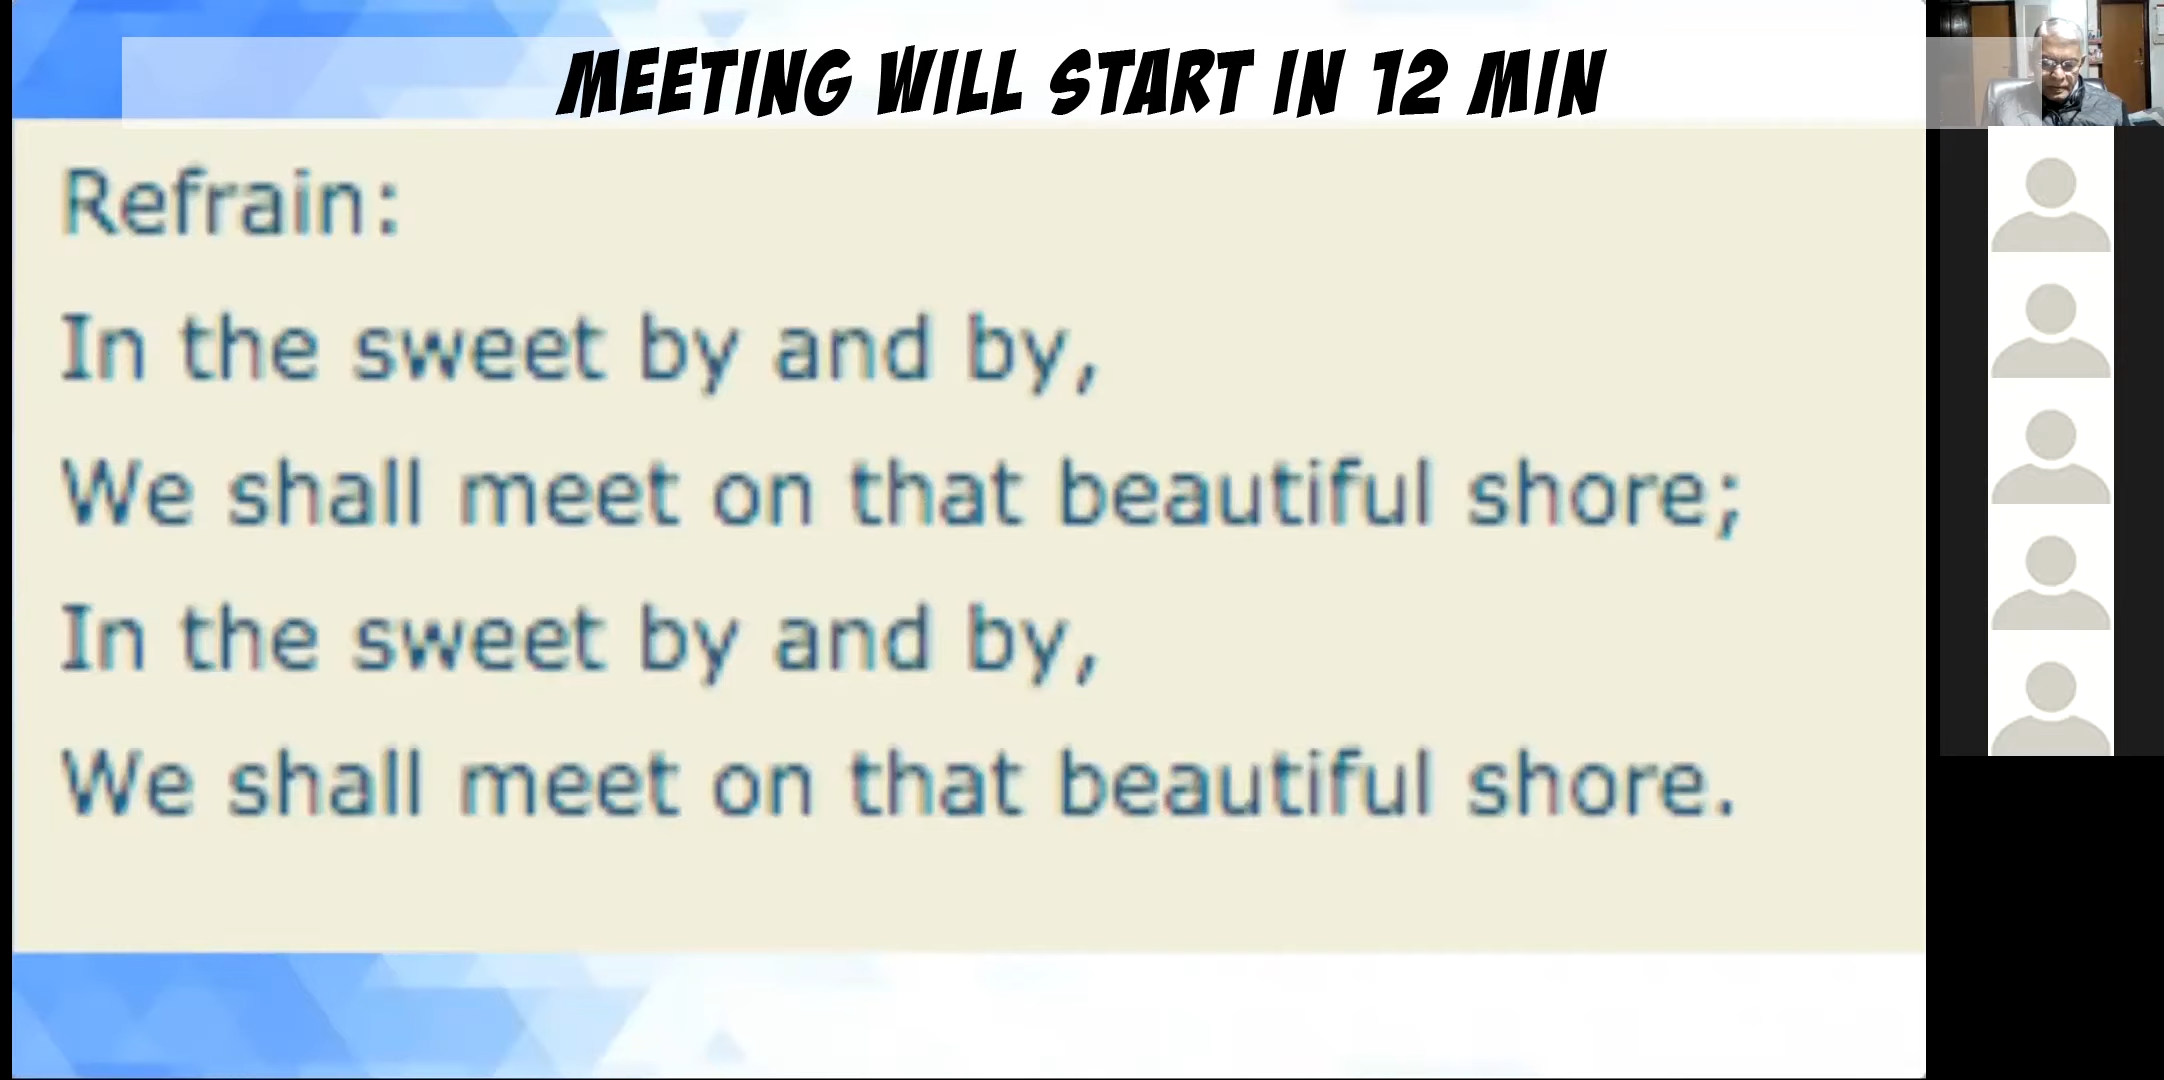 MEETING WILL START IN 12 MIN
Refrain:
In the sweet by and by,
We shall meet on that beautiful shore;
In the sweet by and by,
We shall meet on that beautiful shore.